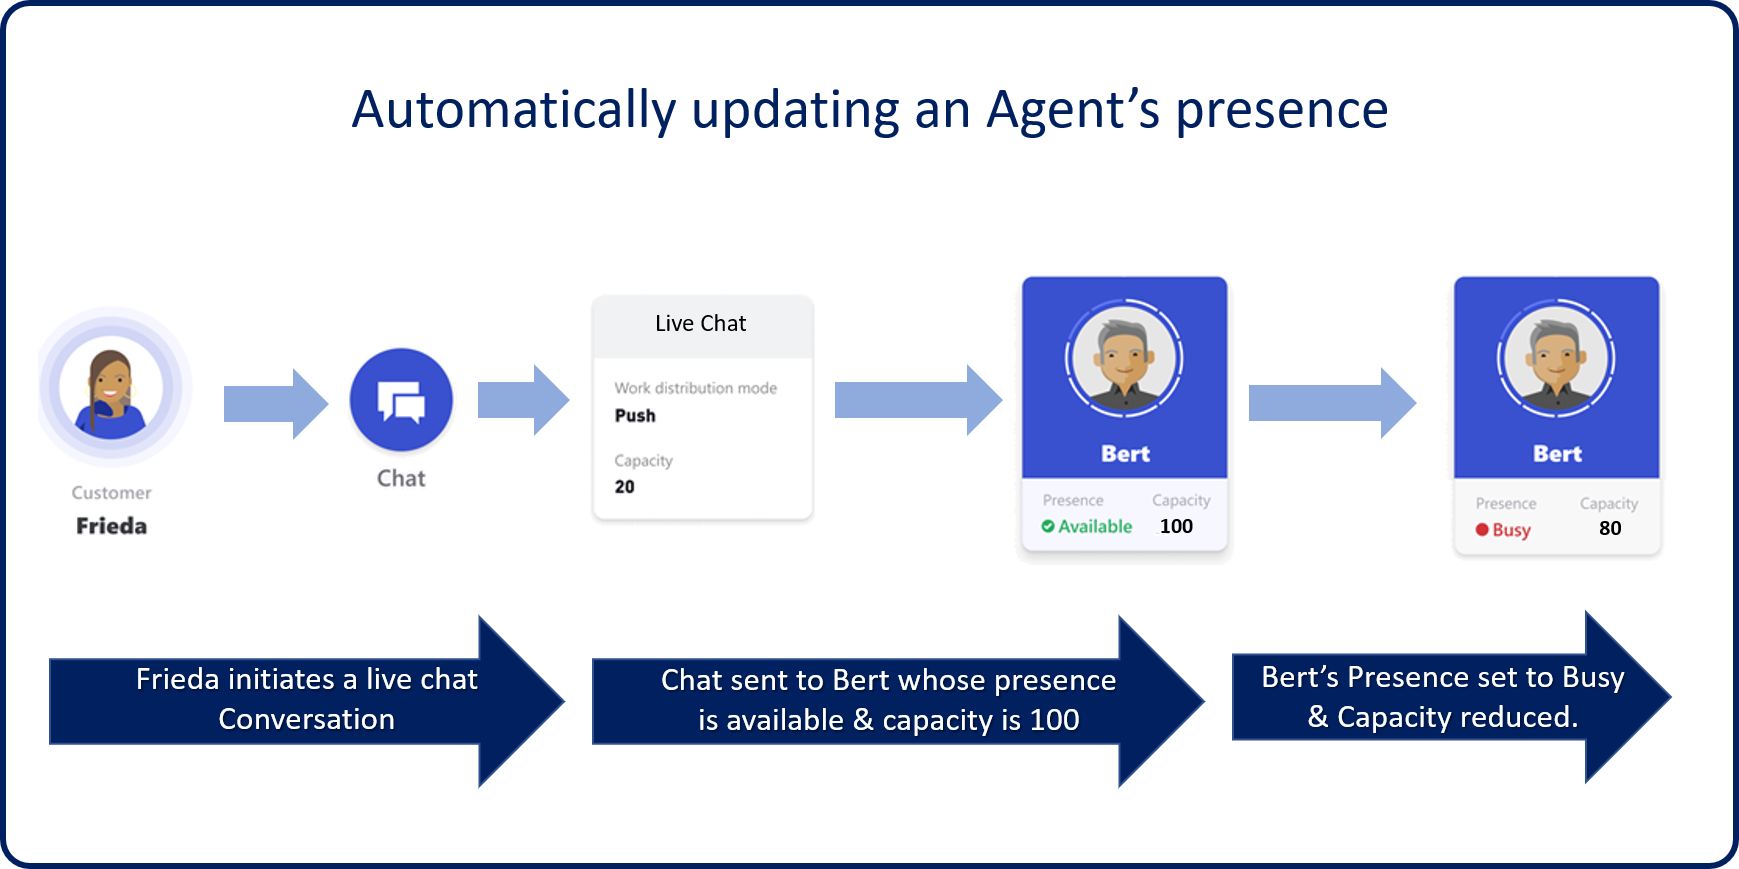 Automatically updating an Agent’s presence
Customer
Frieda
Chat
Live Chat
Work distribution mode
Push
Capacity
20
Bert
Presence Capacity
Available 100
Bert
Presence Capacity
Busy 80
Frieda initiates a live chat
Conversation
Chat sent to Bert whose presence
is available & capacity is 100
Bert’s Presence set to Busy
& Capacity reduced.